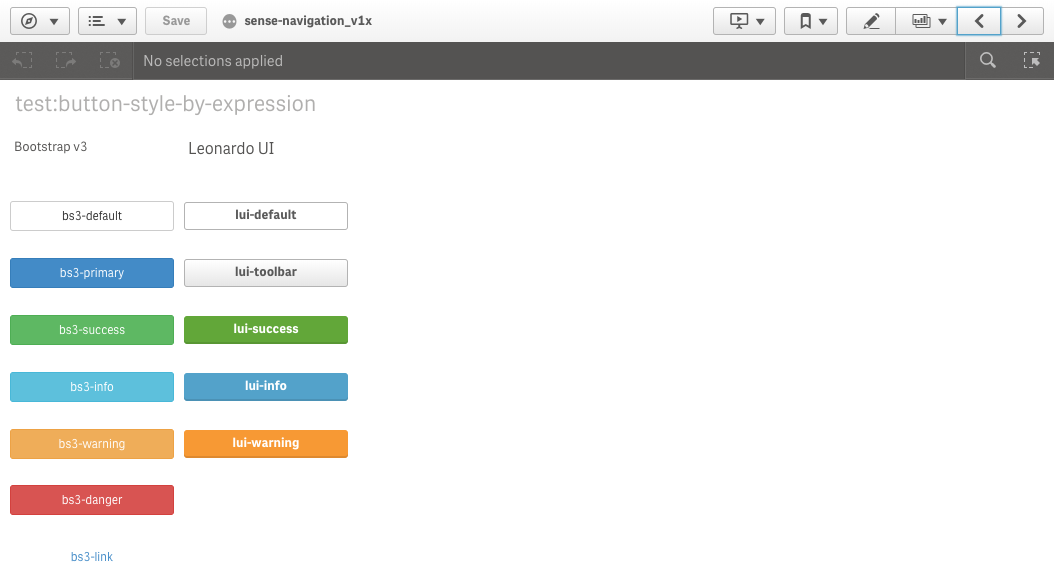 Save
sense-navigation_v1x
No selections applied
test:button-style-by-expression
Bootstrap v3
Leonardo UI
bs3-default
lui-default
bs3-primary
lui-toolbar
bs3-success
lui-success
bs3-info
lui-info
bs3-warning
lui-warning
bs3-danger
bs3-link